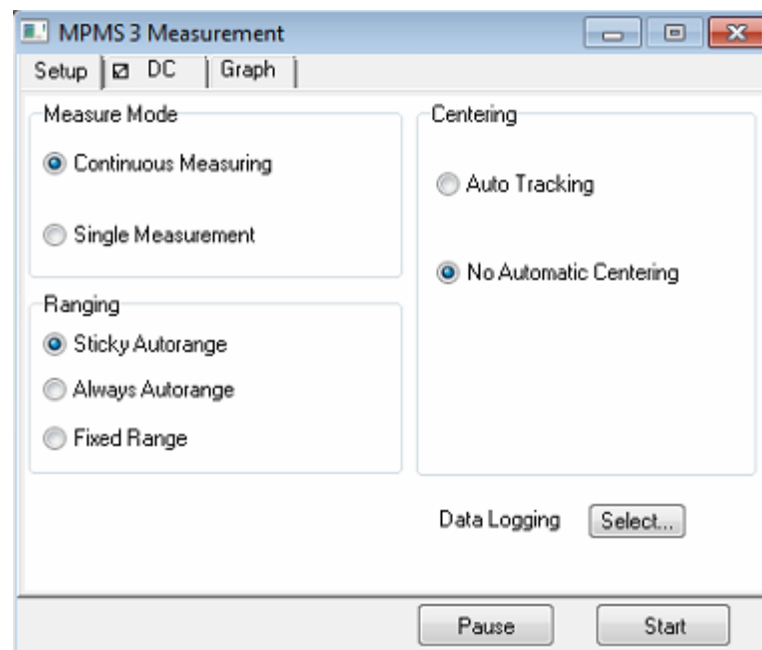 MPMS 3 Measurement
Setup DC Graph
Measure Mode
Continuous Measuring
Single Measurement
Ranging
Sticky Autorange
Always Autorange
Fixed Range
Centering
Auto Tracking
No Automatic Centering
Data Logging Select...
Pause Start